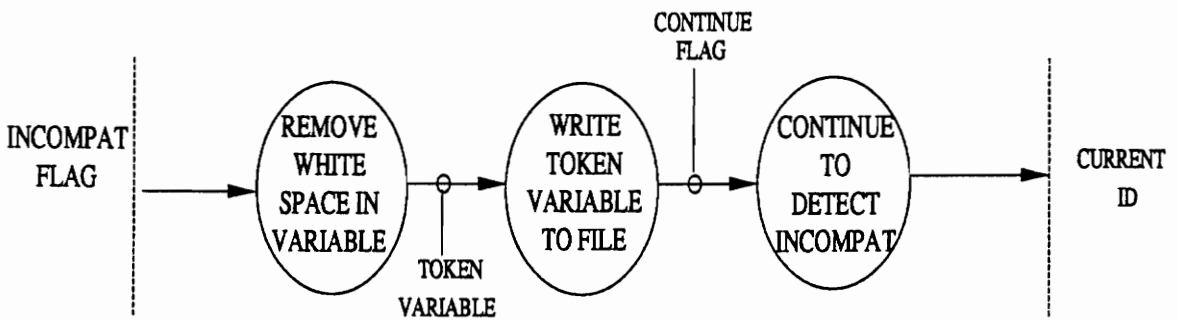 INCOMPAT
FLAG
REMOVE
WHITE
SPACE IN
VARIABLE
TOKEN
VARIABLE
WRITE
TOKEN
VARIABLE
TO FILE
CONTINUE
FLAG
CONTINUE
TO
DETECT
INCOMPAT
CURRENT
ID